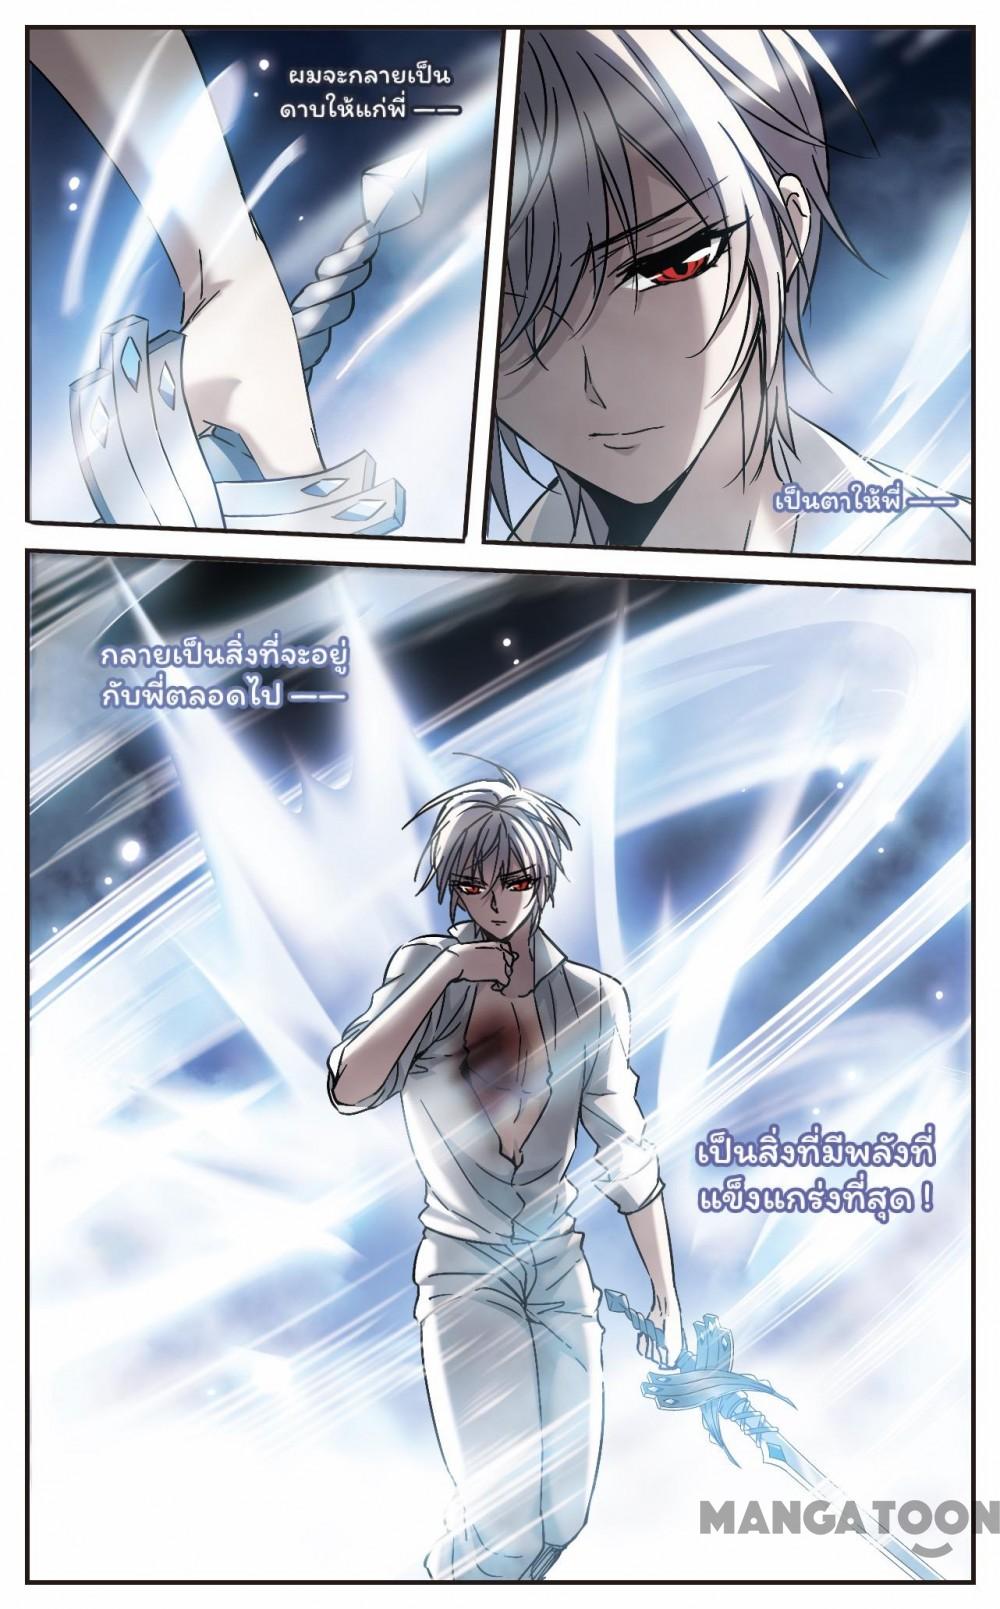 ผมจะกลายเป็น
ดาบให้แก่พี่ ——
เป็นตาให้พี่ ——
กลายเป็นสิ่งที่จะอยู่
กับพี่ตลอดไป ——
เป็นสิ่งที่มีพลังที่
แข็งแกร่งที่สุด !
MANGATOON